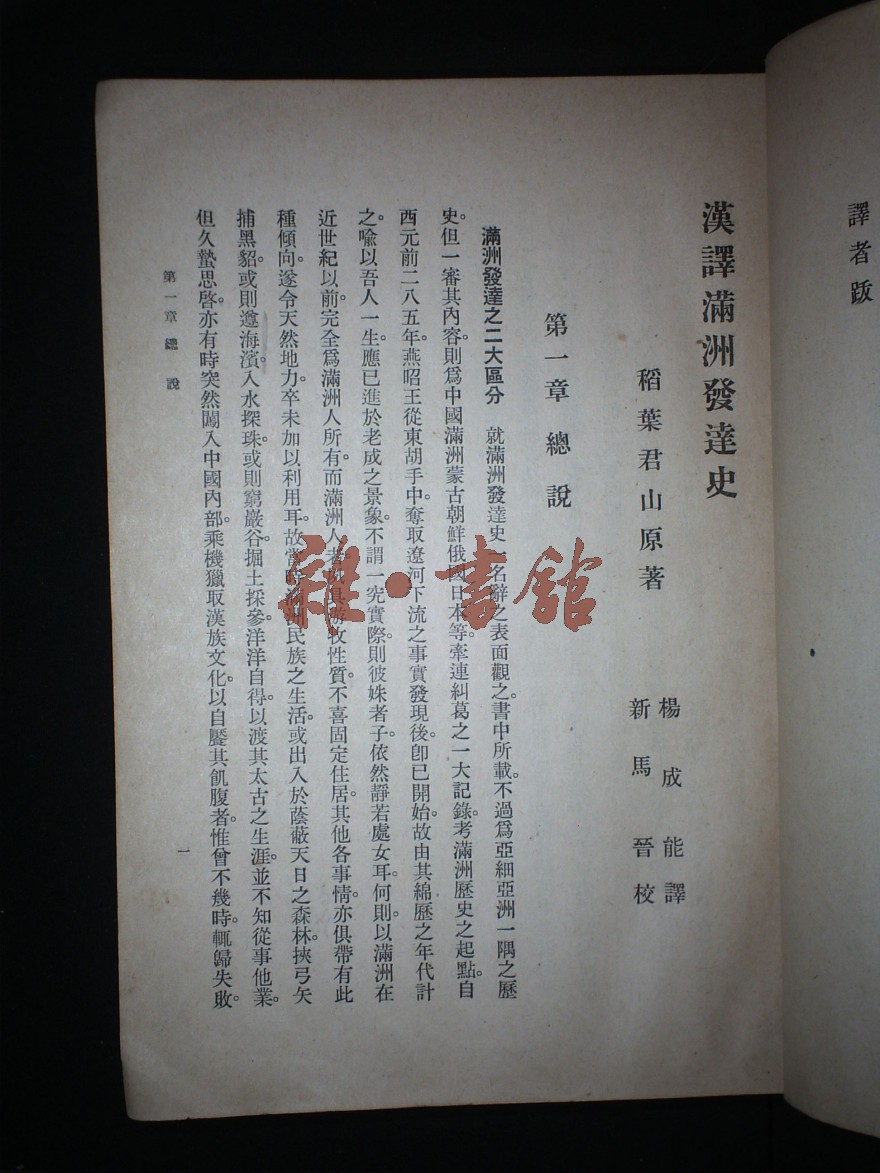 譯者跋
漢譯滿洲發達史
稻葉君山原著
楊成能譯
新馬晉校
第一章總說
滿洲發達之二大區分 就滿洲發達史一名辭之表面觀之。書中所載。不過爲亞細亞洲一隅之歷
史。但一審其內容。則爲中國滿洲蒙古朝鮮俄國日本等。牽連糾葛之一大記錄。考滿洲歷史之起點。自
西元前二八五年。燕昭王從東胡手中。奪取遼河下流之事實發現後。卽已開始。故由其綿歷之年代計
之。喩以吾人一生。應已進於老成之景象。不謂一究實際。則彼姝者子。依然靜若處女耳。何則。以滿洲在
近世紀以前。完全爲滿洲人所有。而滿洲人者。性質。不喜固定住居。其他各事情。亦俱帶有此
種傾向。遂令天然地力。卒未加以利用耳。故當民族之生活。或出入於蔭蔽天日之森林。挾弓矢
捕黑貂。或則遵海濱。入水探珠。或則窮巖谷。掘土採參。洋洋自得。以渡其太古之生涯。並不知從事他業。
但久蟄思啓。亦有時突然闖入中國內部。乘機獵取漢族文化。以自饜其飢腹者。惟曾不幾時。輒歸失敗。
第一章 總說
一
雜·書館